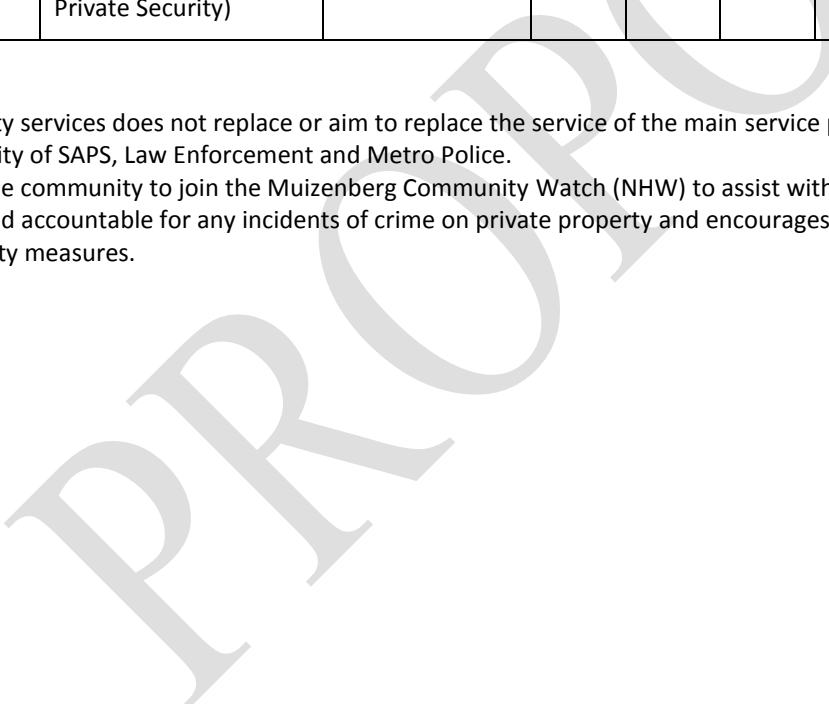 Private Security)
ty services does not replace or aim to replace the service of the main service p
ity of SAPS, Law Enforcement and Metro Police.
e community to join the Muizenberg Community Watch (NHW) to assist with
d accountable for any incidents of crime on private property and encourages
ty measures.
PROPO